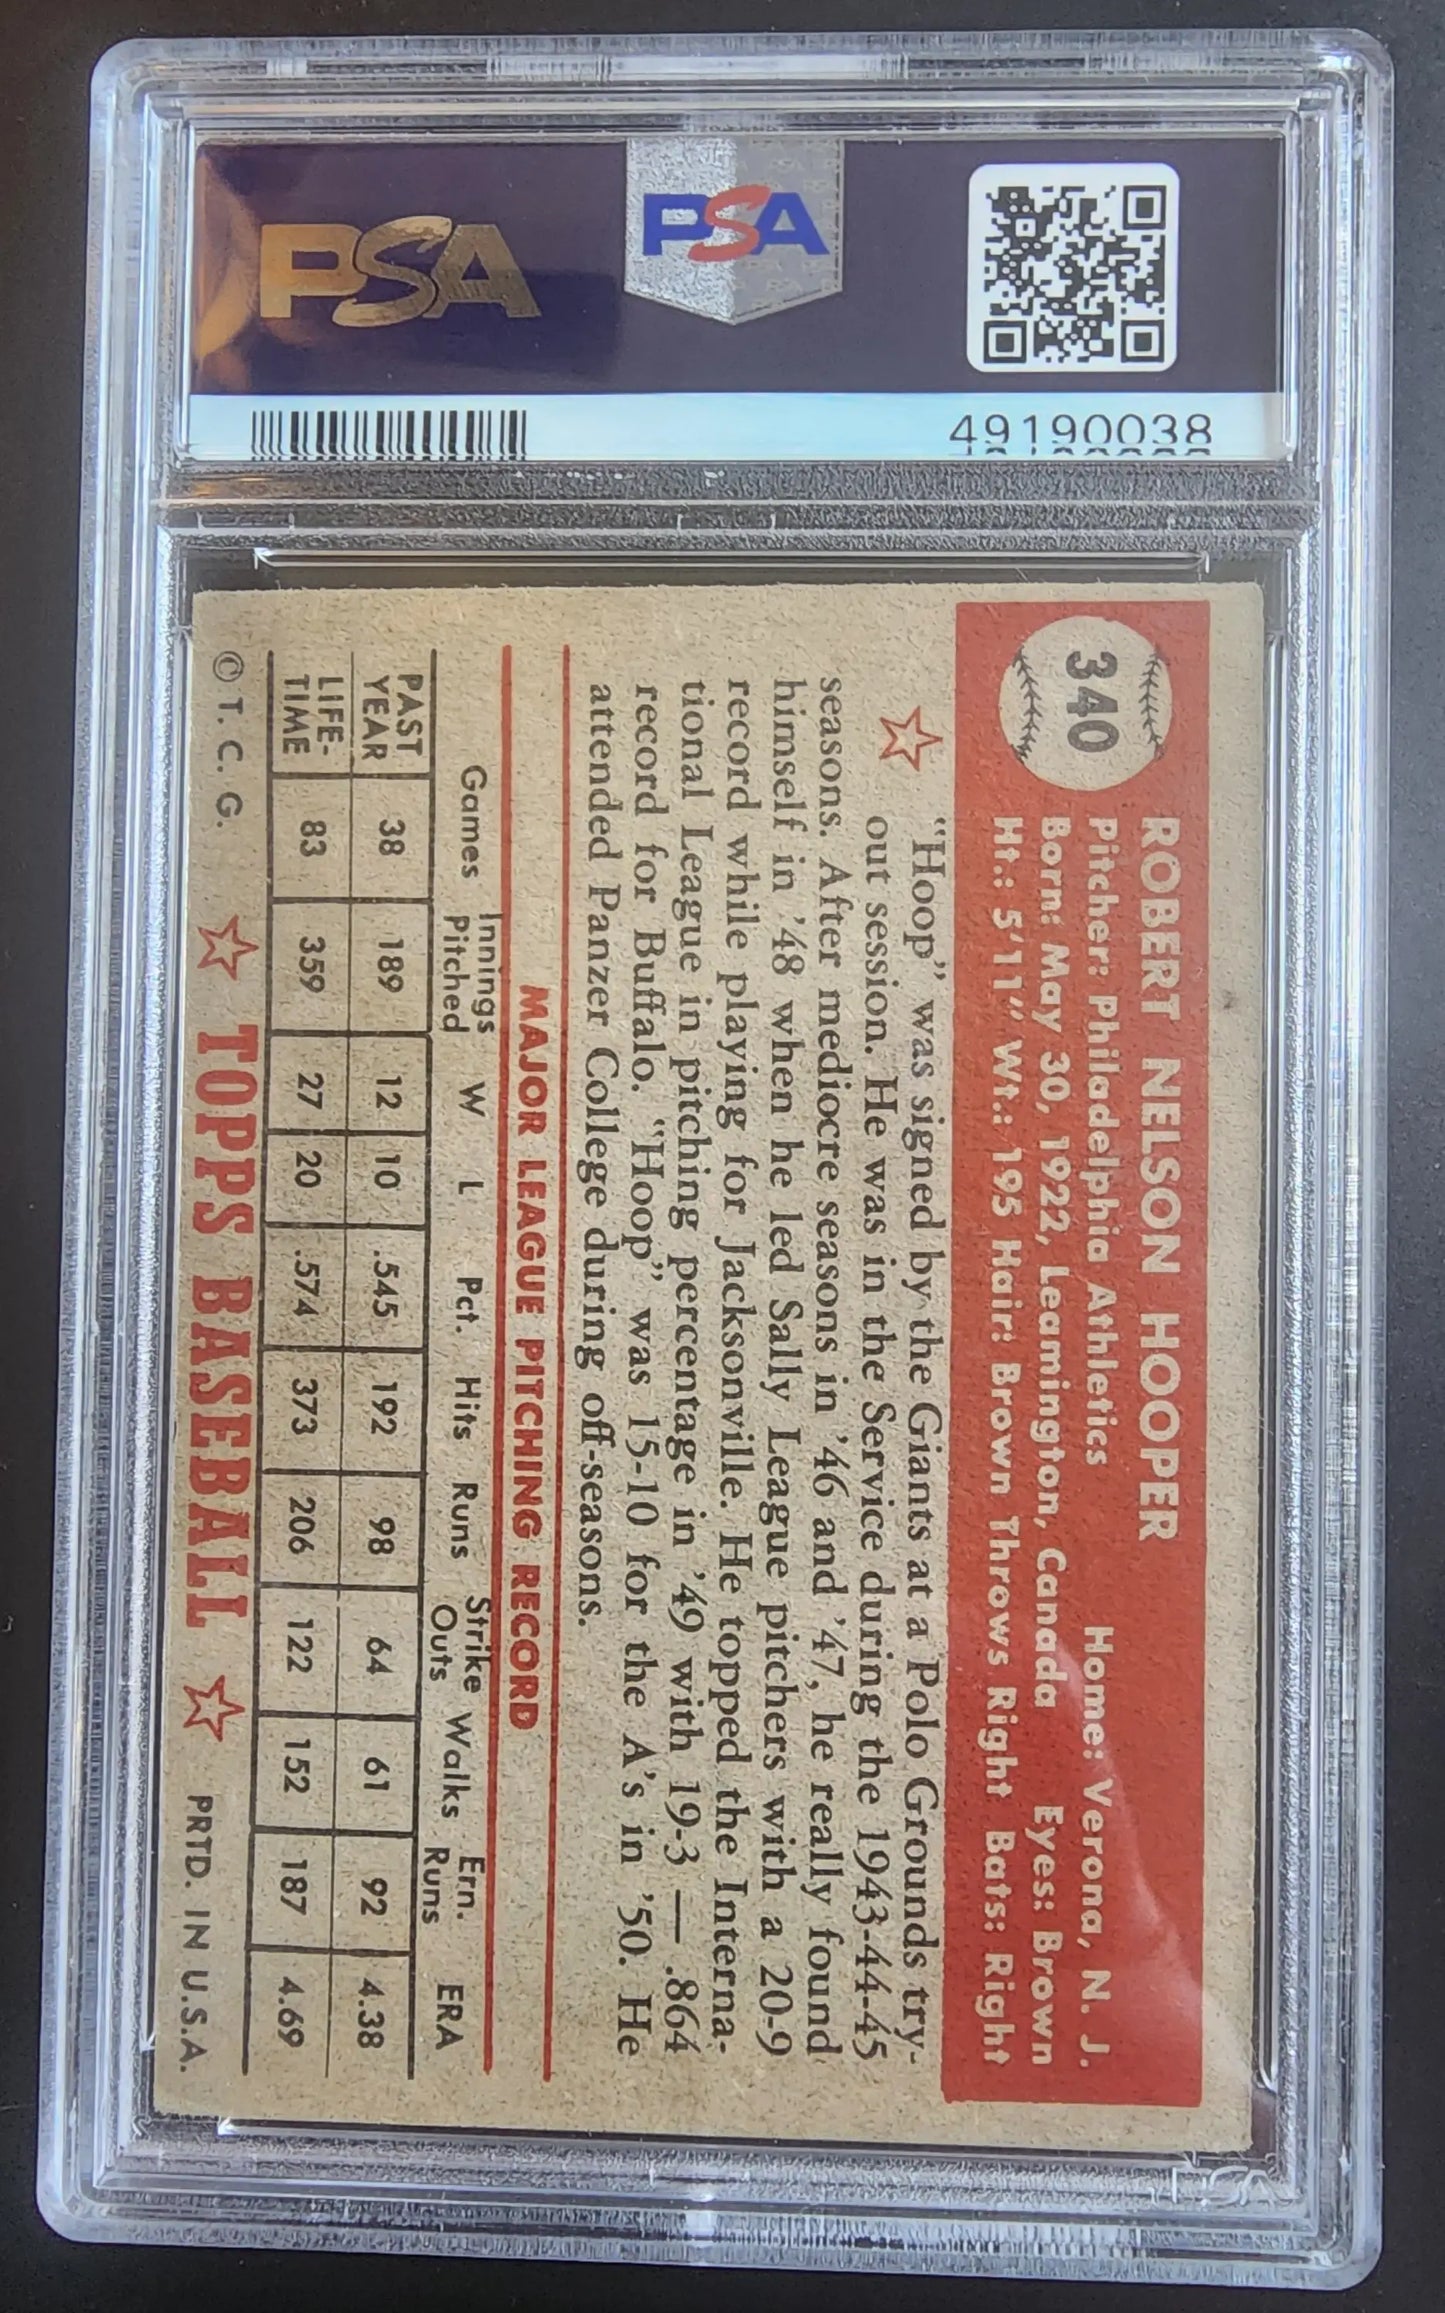 PSA
PSA
49190038
340
ROBERT NELSON HOOPER
Pitcher: Philadelphia Athletics Home: Verona, N. J.
Born: May 30, 1922, Leamington, Canada Eyes: Brown
Ht.: 5'11" Wt.: 195 Hair: Brown Throws Right Bats: Right
"Hoop" was signed by the Giants at a Polo Grounds try-
out session. He was in the Service during the 1943-44-45
seasons. After mediocre seasons in '46 and '47, he really found
himself in '48 when he led Sally League pitchers with a 20-9
record while playing for Jacksonville. He topped the Interna-
tional League in pitching percentage in '49 with 19-3 — .864
record for Buffalo. "Hoop" was 15-10 for the A's in '50. He
attended Panzer College during off-seasons.
MAJOR LEAGUE PITCHING RECORD
Games Innings Pitched W L Pct. Hits Runs Strike Outs Walks Ern. Runs ERA
PAST YEAR 38 189 12 10 .545 192 98 64 61 92 4.38
LIFE-TIME 83 359 27 20 .574 373 206 122 152 187 4.69
© T. C. G. TOPPS BASEBALL PRTD. IN U.S.A.
PSA